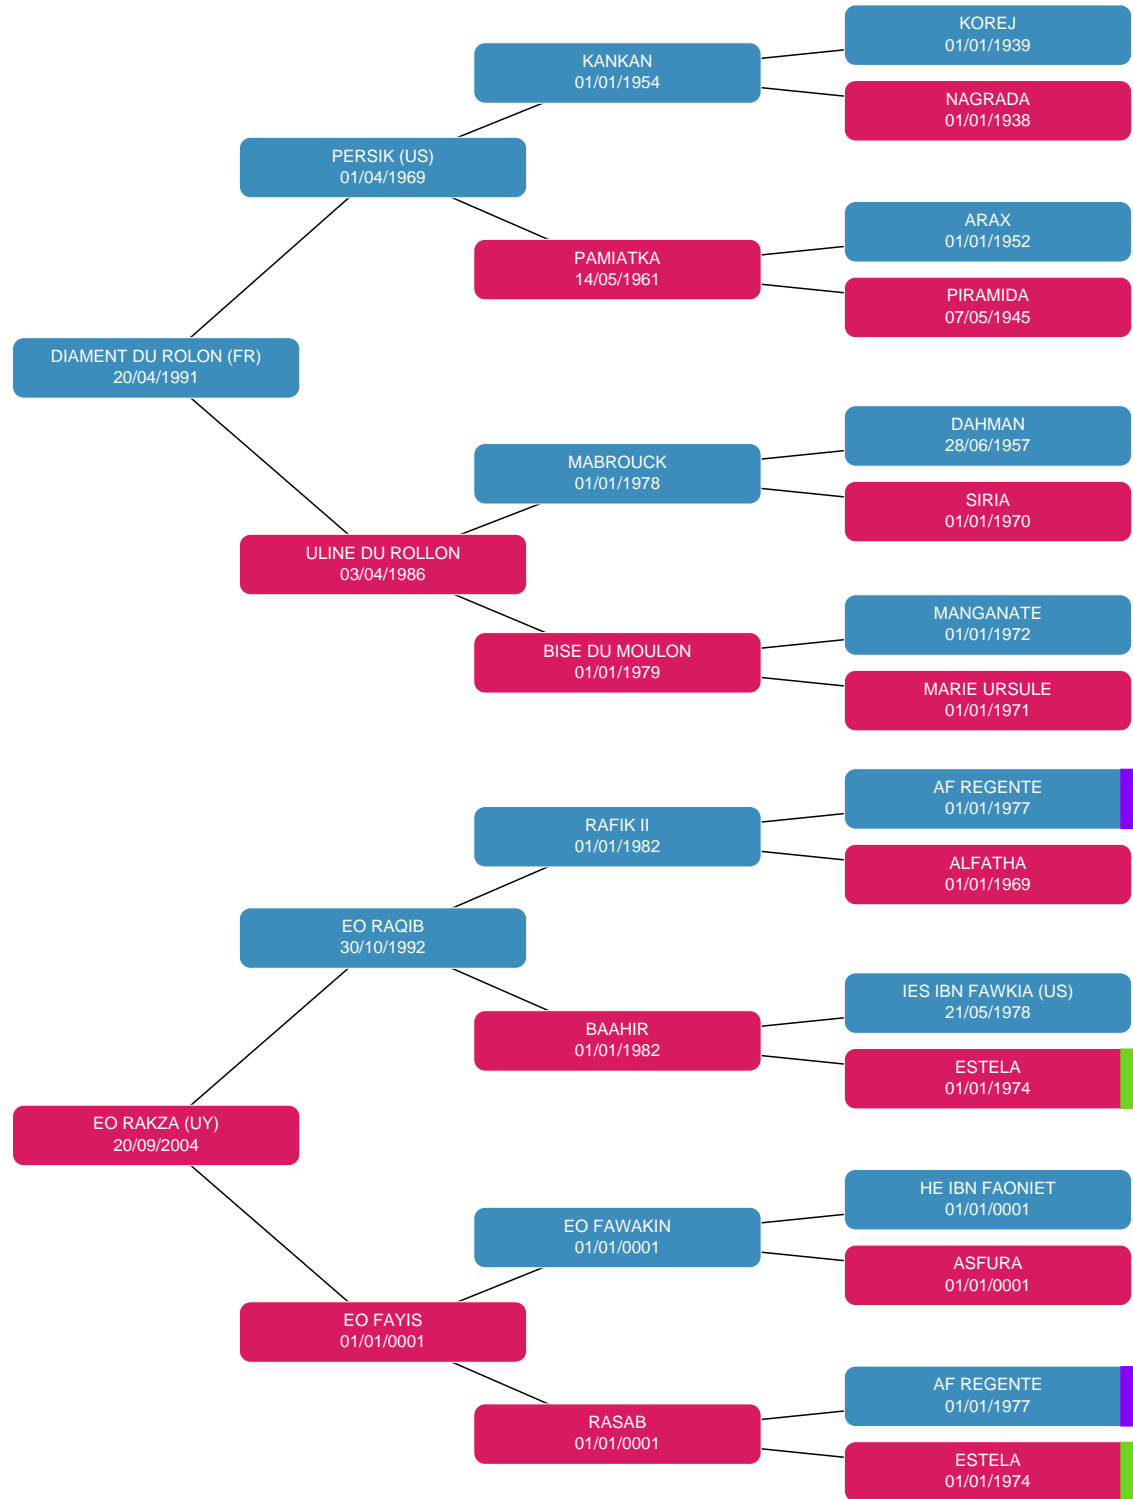 KOREJ
01/01/1939
KANKAN
01/01/1954
NAGRADA
01/01/1938
PERSIK (US)
01/04/1969
ARAX
01/01/1952
PAMIATKA
14/05/1961
PIRAMIDA
07/05/1945
DIAMENT DU ROLON (FR)
20/04/1991
DAHMAN
28/06/1957
MABROUCK
01/01/1978
SIRIA
01/01/1970
ULINE DU ROLLON
03/04/1986
MANGANATE
01/01/1972
BISE DU MOULON
01/01/1979
MARIE URSULE
01/01/1971
AF REGENTE
01/01/1977
RAFIK II
01/01/1982
ALFATHA
01/01/1969
EO RAQIB
30/10/1992
IES IBN FAWKIA (US)
21/05/1978
BAAHIR
01/01/1982
ESTELA
01/01/1974
EO RAKZA (UY)
20/09/2004
HE IBN FAONIET
01/01/0001
EO FAWAKIN
01/01/0001
ASFURA
01/01/0001
EO FAYIS
01/01/0001
AF REGENTE
01/01/1977
RASAB
01/01/0001
ESTELA
01/01/1974